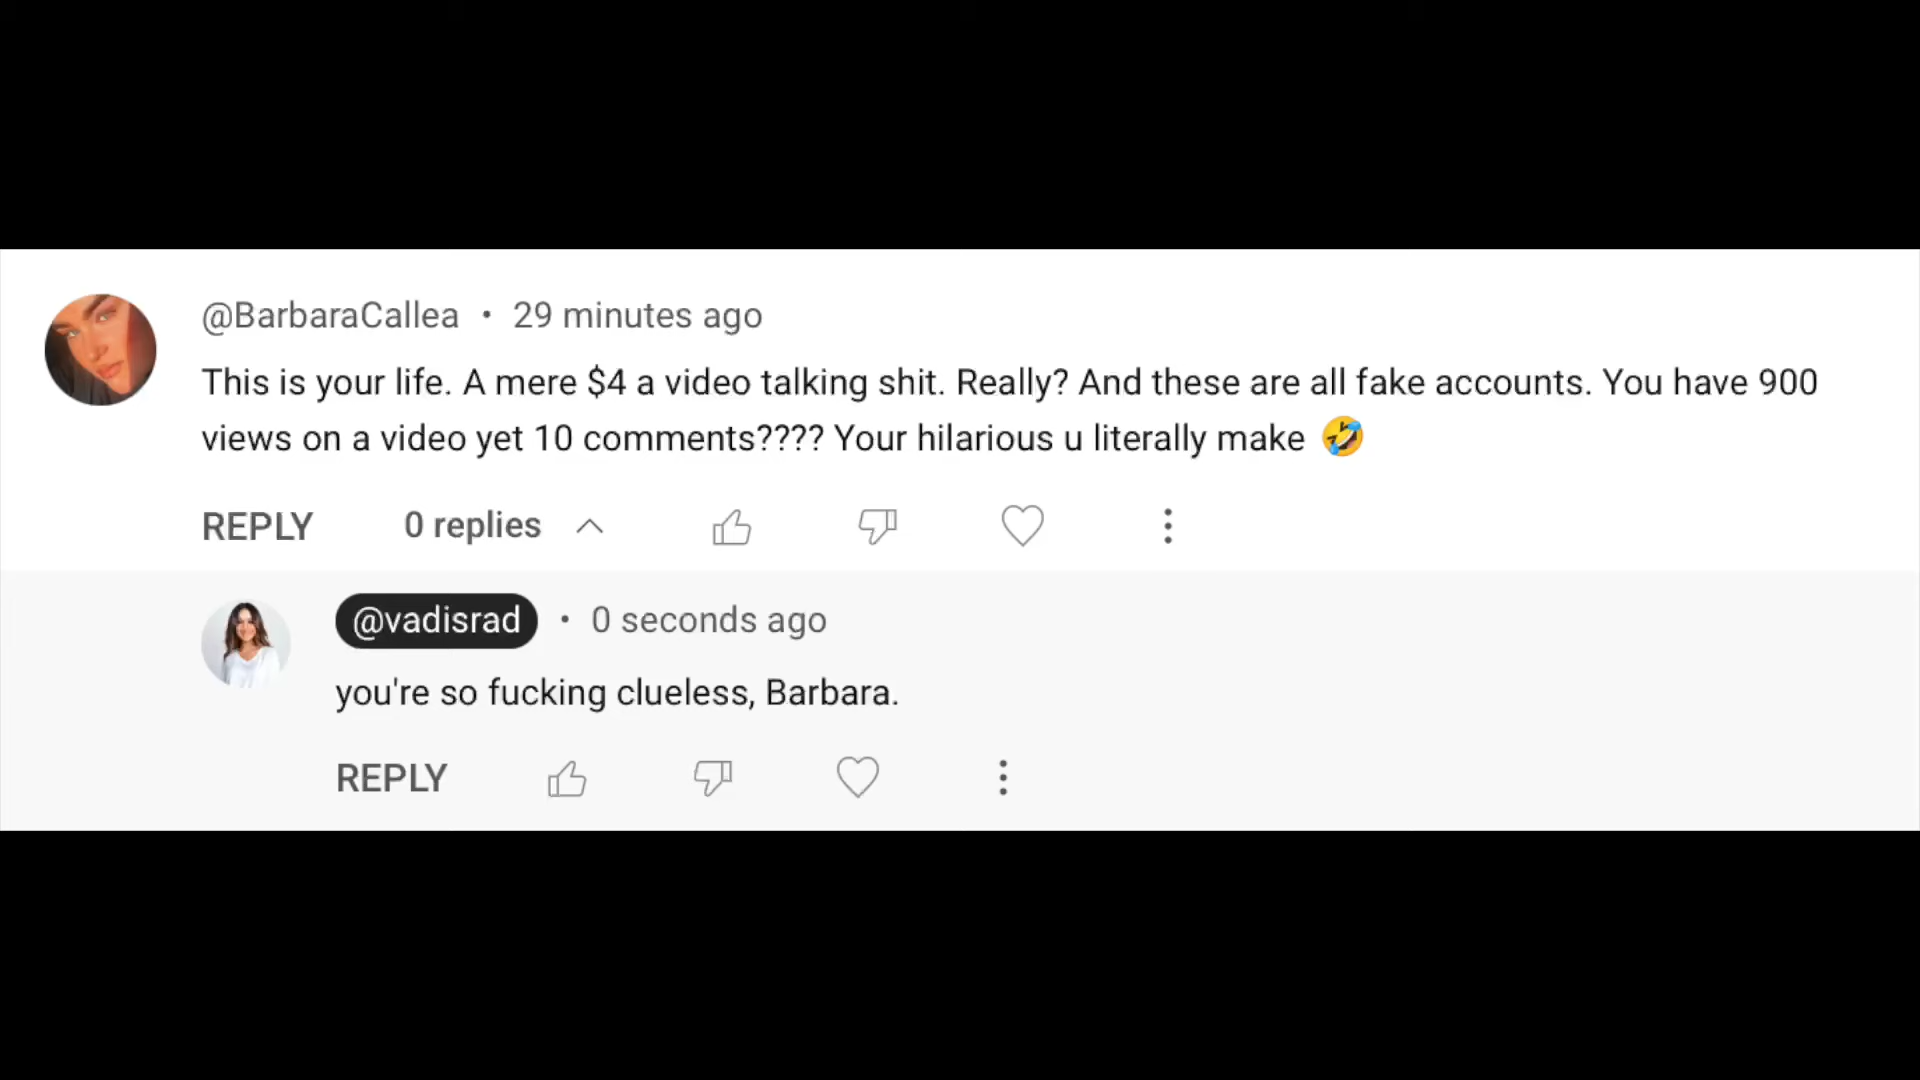 @BarbaraCallea • 29 minutes ago
This is your life. A mere $4 a video talking shit. Really? And these are all fake accounts. You have 900
views on a video yet 10 comments???? Your hilarious u literally make 🤣
REPLY 0 replies
@vadisrad • 0 seconds ago
you're so fucking clueless, Barbara.
REPLY